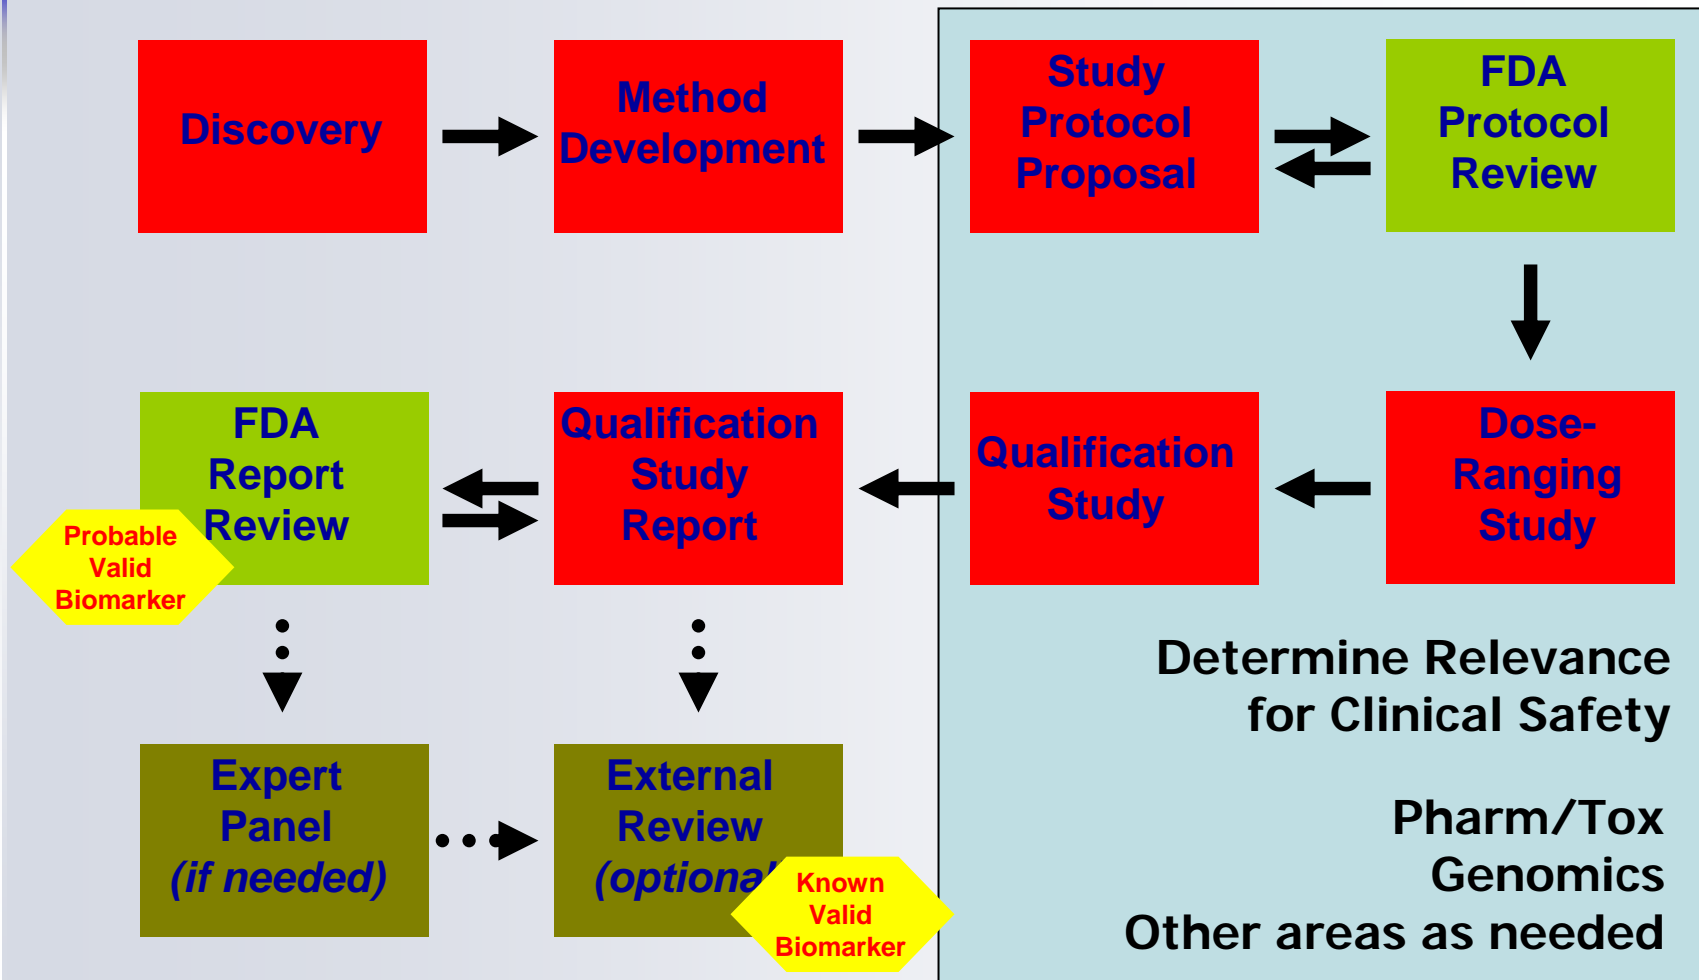 Discovery
Method
Development
Study
Protocol
Proposal
FDA
Protocol
Review
FDA
Report
Review
Probable
Valid
Biomarker
Qualification
Study
Report
Qualification
Study
Dose-
Ranging
Study
Expert
Panel
(if needed)
External
Review
(optional
Known
Valid
Biomarker
Determine Relevance
for Clinical Safety
Pharm/Tox
Genomics
Other areas as needed